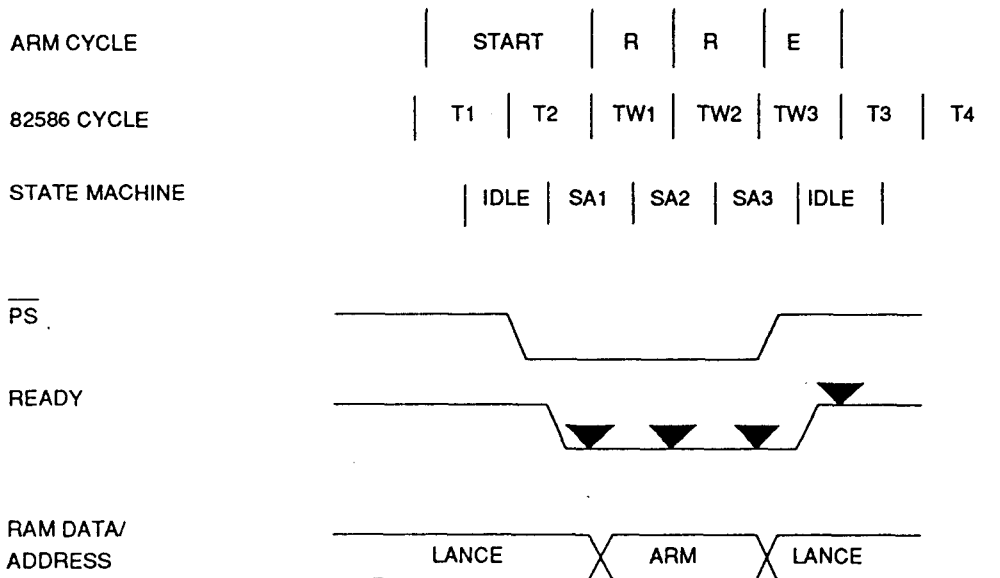 ARM CYCLE START R R E
82586 CYCLE T1 T2 TW1 TW2 TW3 T3 T4
STATE MACHINE IDLE SA1 SA2 SA3 IDLE
PS
READY
RAM DATA/
ADDRESS LANCE ARM LANCE